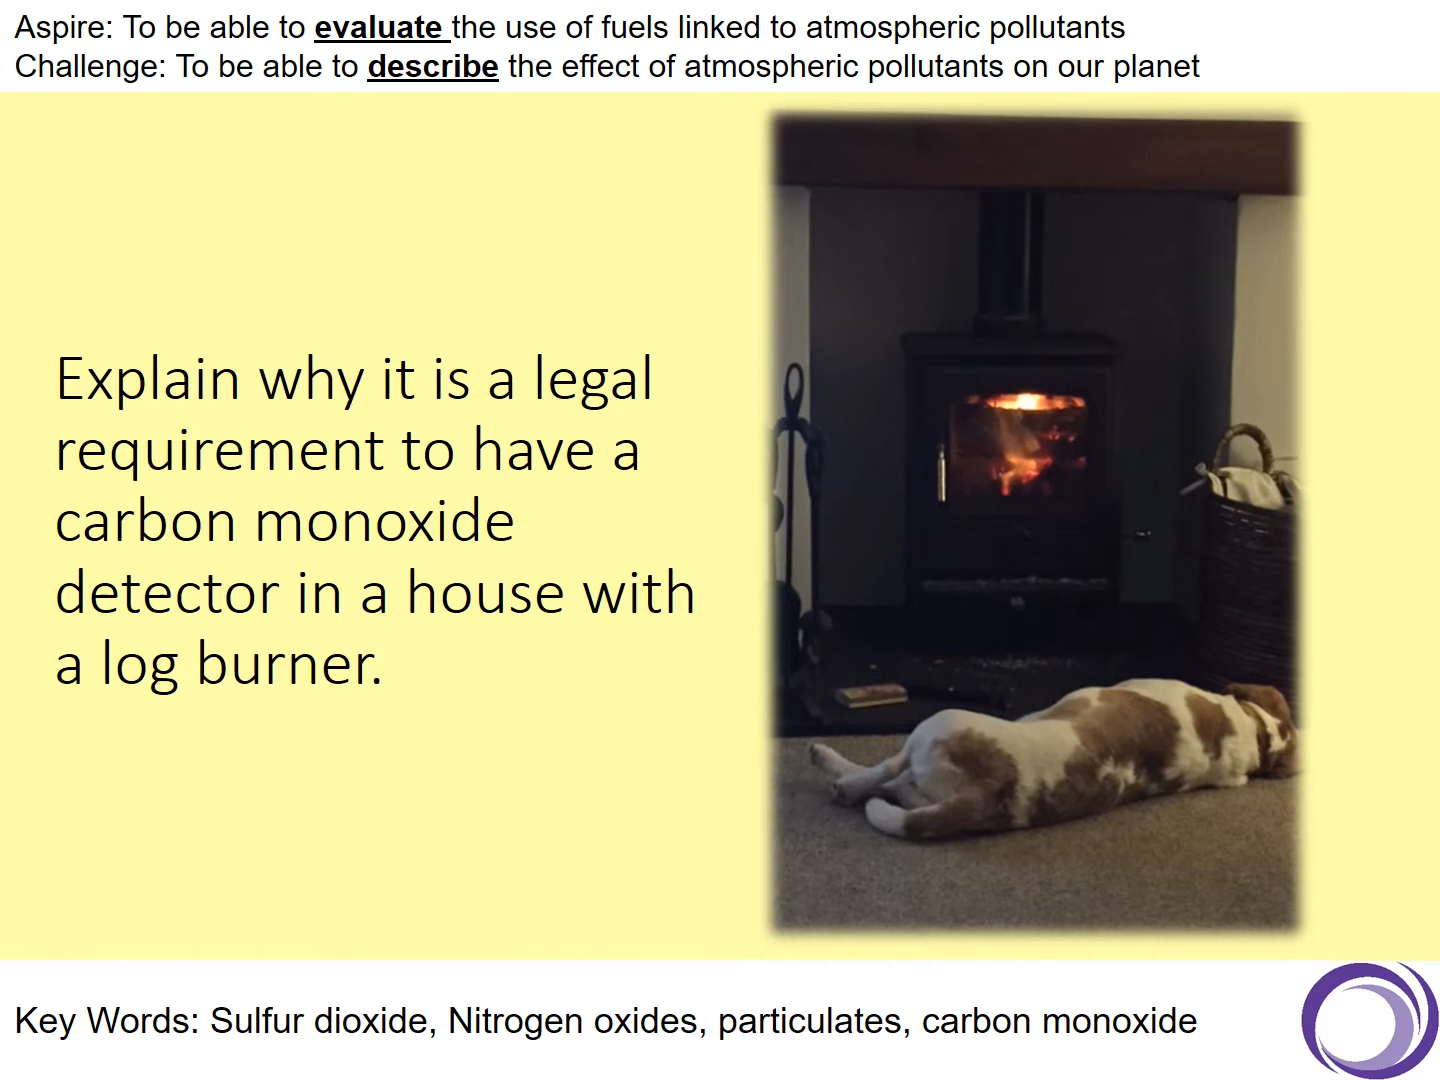 Aspire: To be able to evaluate the use of fuels linked to atmospheric pollutants
Challenge: To be able to describe the effect of atmospheric pollutants on our planet
Explain why it is a legal
requirement to have a
carbon monoxide
detector in a house with
a log burner.
Key Words: Sulfur dioxide, Nitrogen oxides, particulates, carbon monoxide